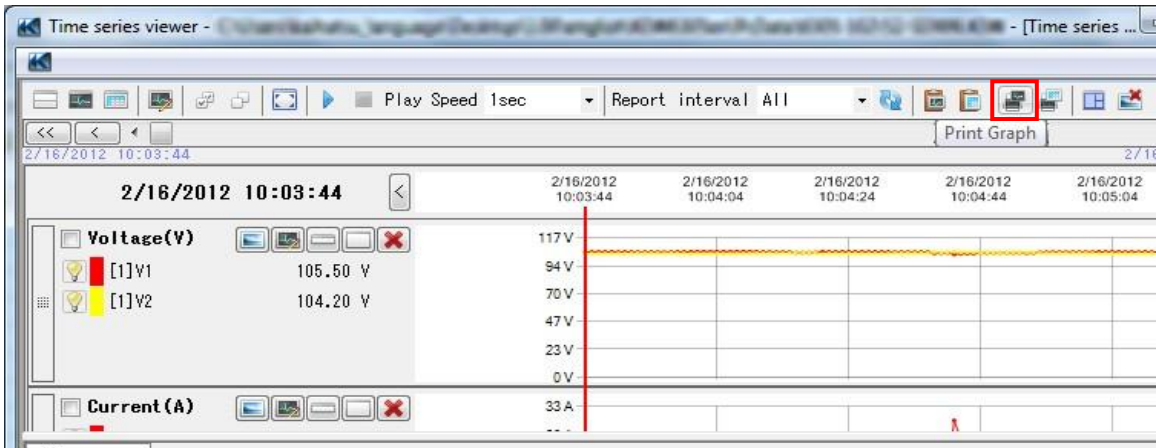 Time series viewer - - [Time series ...
Play Speed 1sec Report interval All
<< <
Print Graph
2/16/2012 10:03:44
2/16/2012 10:03:44 <
2/16/2012 2/16/2012 2/16/2012 2/16/2012 2/16/2012
10:03:44 10:04:04 10:04:24 10:04:44 10:05:04
Voltage(V)
[1]V1 105.50 V
[1]V2 104.20 V
117 V
94 V
70 V
47 V
23 V
0 V
Current(A)
33 A